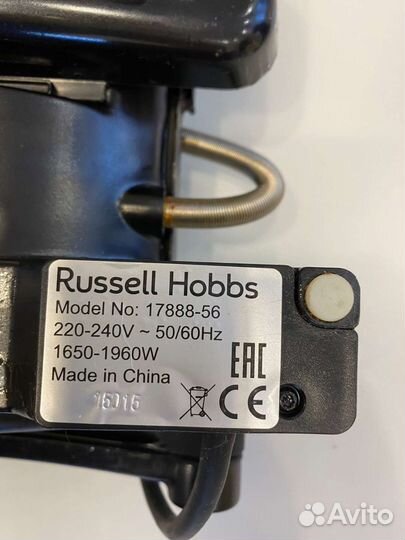 Russell Hobbs
Model No: 17888-56
220-240V ~ 50/60Hz
1650-1960W
Made in China
EAC
CE
Avito